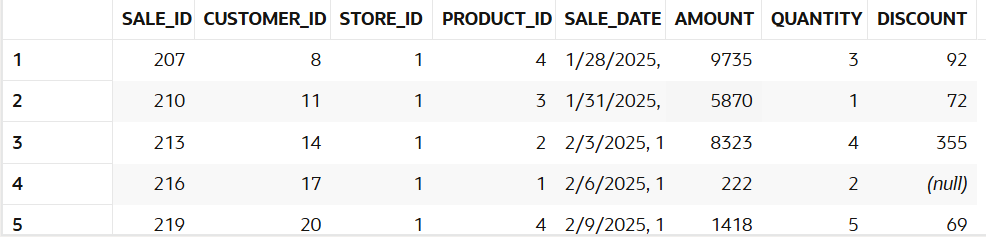 SALE_ID CUSTOMER_ID STORE_ID PRODUCT_ID SALE_DATE AMOUNT QUANTITY DISCOUNT
1 207 8 1 4 1/28/2025, 9735 3 92
2 210 11 1 3 1/31/2025, 5870 1 72
3 213 14 1 2 2/3/2025, 1 8323 4 355
4 216 17 1 1 2/6/2025, 1 222 2 (null)
5 219 20 1 4 2/9/2025, 1 1418 5 69